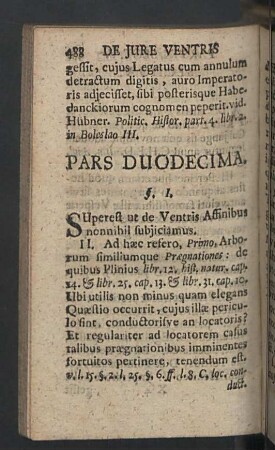 488 DE JURE VENTRIS
gessit, cujus Legatus cum annulum
detractum digitis, auro Imperato-
ris adjecisset, sibi posterisque Habe-
danckiorum cognomen peperit. vid.
Hübner. Politic. Histor. part. 4. libr. 2.
in Boleslao III.
PARS DUODECIMA.
§. I.
SUperest ut de Ventris Affinibus
nonnihil subjiciamus.
II. Ad hæc refero, Primo, Arbo-
rum similiumque Prægnationes: de
quibus Plinius libr. 12. hist. natur. cap.
14. & libr. 25. cap. 13. & libr. 31. cap. 10.
Ubi utilis non minus quam elegans
Quæstio occurrit, cujus illæ pericu-
lo sint, conductorisve an locatoris?
Et regulariter ad locatorem casus
talibus prægnationibus imminentes
fortuitos pertinere, tenendum est.
v. l. 15. §. 2. l. 25. §. 6. ff. l. 8. C. loc. con-
duct.